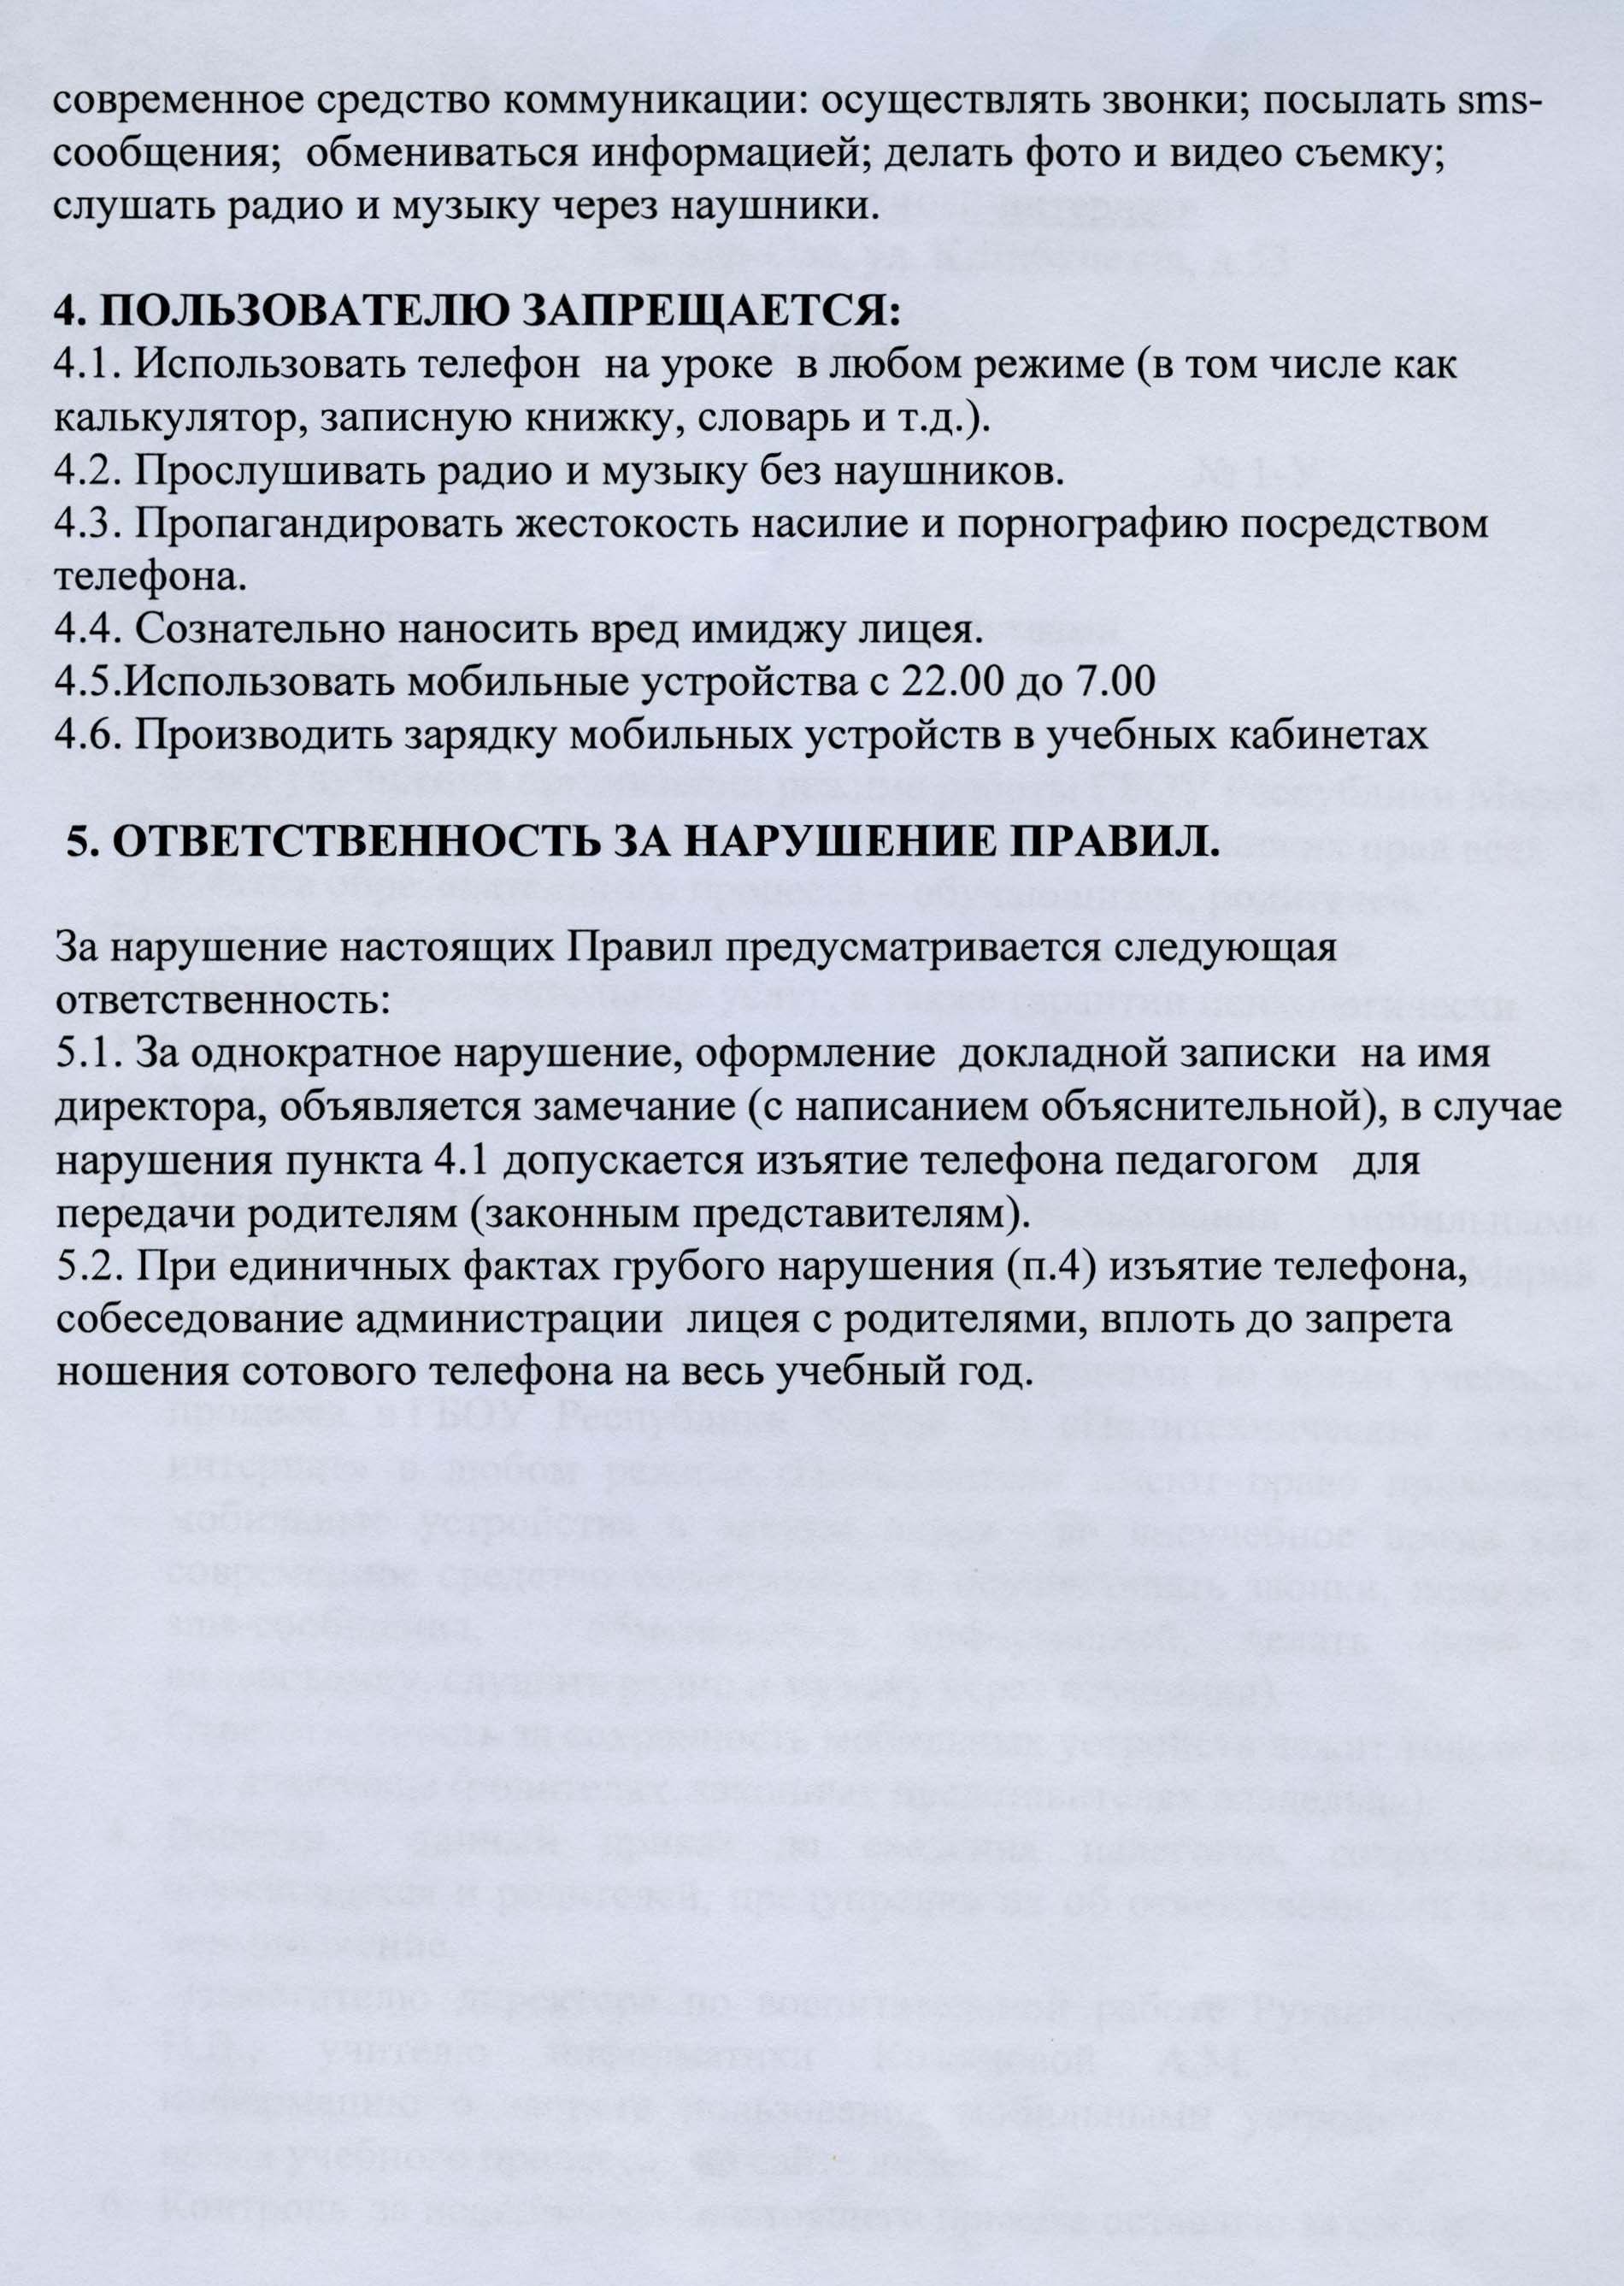 современное средство коммуникации: осуществлять звонки; посылать sms-
сообщения; обмениваться информацией; делать фото и видео съемку;
слушать радио и музыку через наушники.
4. ПОЛЬЗОВАТЕЛЮ ЗАПРЕЩАЕТСЯ:
4.1. Использовать телефон на уроке в любом режиме (в том числе как
калькулятор, записную книжку, словарь и т.д.).
4.2. Прослушивать радио и музыку без наушников.
4.3. Пропагандировать жестокость насилие и порнографию посредством
телефона.
4.4. Сознательно наносить вред имиджу лицея.
4.5.Использовать мобильные устройства с 22.00 до 7.00
4.6. Производить зарядку мобильных устройств в учебных кабинетах
5. ОТВЕТСТВЕННОСТЬ ЗА НАРУШЕНИЕ ПРАВИЛ.
За нарушение настоящих Правил предусматривается следующая
ответственность:
5.1. За однократное нарушение, оформление докладной записки на имя
директора, объявляется замечание (с написанием объяснительной), в случае
нарушения пункта 4.1 допускается изъятие телефона педагогом для
передачи родителям (законным представителям).
5.2. При единичных фактах грубого нарушения (п.4) изъятие телефона,
собеседование администрации лицея с родителями, вплоть до запрета
ношения сотового телефона на весь учебный год.